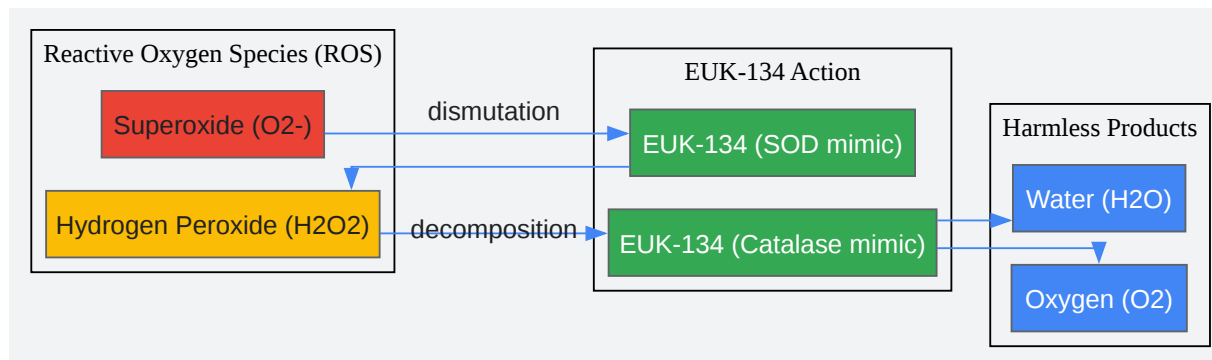 Reactive Oxygen Species (ROS)
Superoxide (O2-)
Hydrogen Peroxide (H2O2)
dismutation
decomposition
EUK-134 Action
EUK-134 (SOD mimic)
EUK-134 (Catalase mimic)
Harmless Products
Water (H2O)
Oxygen (O2)